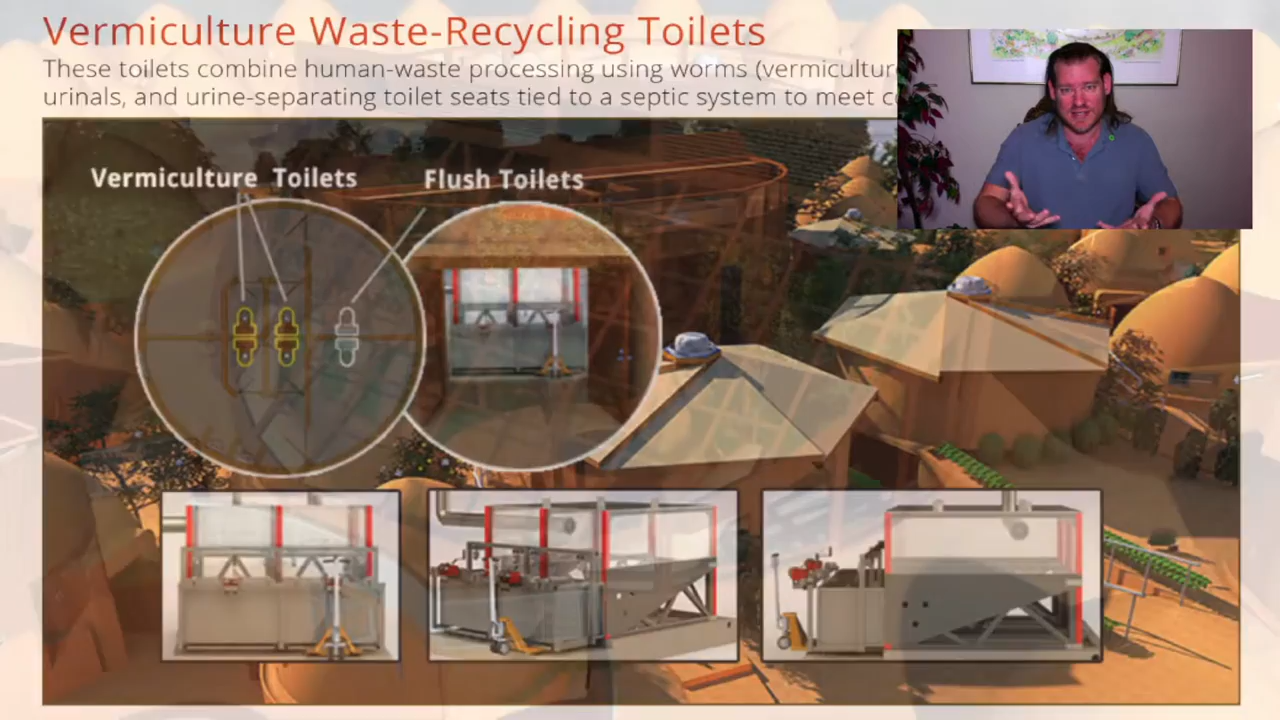 Vermiculture Waste-Recycling Toilets
These toilets combine human-waste processing using worms (vermicultur
urinals, and urine-separating toilet seats tied to a septic system to meet c
Vermiculture Toilets
Flush Toilets